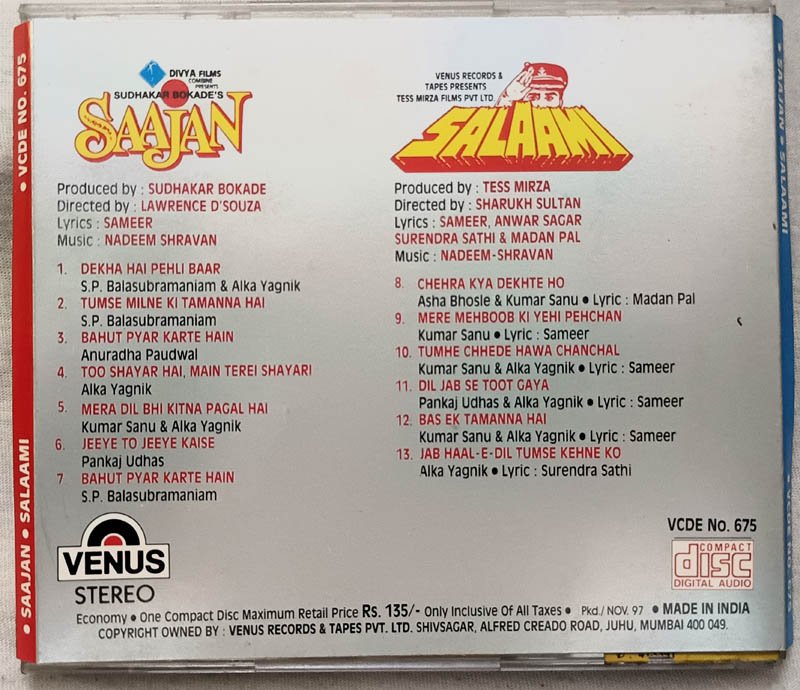 • VCDE NO. 675
SAAJAN • SALAAMI
DIVYA FILMS
COMBINE
PRESENTS
SUDHAKAR BOKADE'S
SAAJAN
Produced by : SUDHAKAR BOKADE
Directed by : LAWRENCE D'SOUZA
Lyrics : SAMEER
Music : NADEEM SHRAVAN
1. DEKHA HAI PEHLI BAAR
S.P. Balasubramaniam & Alka Yagnik
2. TUMSE MILNE KI TAMANNA HAI
S.P. Balasubramaniam
3. BAHUT PYAR KARTE HAIN
Anuradha Paudwal
4. TOO SHAYAR HAI, MAIN TEREI SHAYARI
Alka Yagnik
5. MERA DIL BHI KITNA PAGAL HAI
Kumar Sanu & Alka Yagnik
6. JEEYE TO JEEYE KAISE
Pankaj Udhas
7 BAHUT PYAR KARTE HAIN
S.P. Balasubramaniam
VENUS RECORDS &
TAPES PRESENTS
TESS MIRZA FILMS PVT LTD.
SALAAMI
Produced by : TESS MIRZA
Directed by : SHARUKH SULTAN
Lyrics : SAMEER, ANWAR SAGAR
SURENDRA SATHI & MADAN PAL
Music : NADEEM-SHRAVAN
8. CHEHRA KYA DEKHTE HO
Asha Bhosle & Kumar Sanu • Lyric : Madan Pal
9. MERE MEHBOOB KI YEHI PEHCHAN
Kumar Sanu • Lyric : Sameer
10. TUMHE CHHEDE HAWA CHANCHAL
Kumar Sanu & Alka Yagnik • Lyric : Sameer
11. DIL JAB SE TOOT GAYA
Pankaj Udhas & Alka Yagnik • Lyric : Sameer
12. BAS EK TAMANNA HAI
Kumar Sanu & Alka Yagnik • Lyric : Sameer
13. JAB HAAL-E-DIL TUMSE KEHNE KO
Alka Yagnik • Lyric : Surendra Sathi
VENUS
STEREO
VCDE No. 675
COMPACT
disc
DIGITAL AUDIO
Economy • One Compact Disc Maximum Retail Price Rs. 135/- Only Inclusive Of All Taxes • Pkd./ NOV. 97 • MADE IN INDIA
COPYRIGHT OWNED BY : VENUS RECORDS & TAPES PVT. LTD. SHIVSAGAR, ALFRED CREADO ROAD, JUHU, MUMBAI 400 049.
• SAAJAN • SALAAMI
• VCDE NO. 675